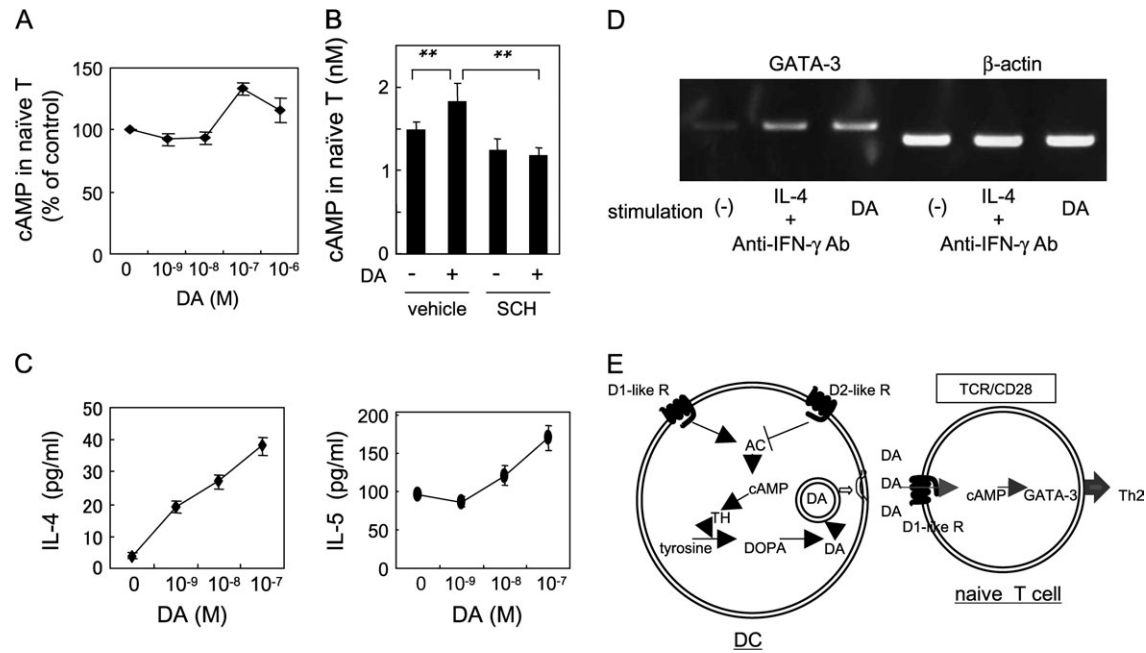 A
cAMP in naïve T
(% of control)
150
100
50
0
0 10-9 10-8 10-7 10-6
DA (M)
B
cAMP in naïve T (nM)
2
1
0
** **
DA - + - +
vehicle SCH
C
IL-4 (pg/ml)
50
40
30
20
10
0
0 10-9 10-8 10-7
DA (M)
IL-5 (pg/ml)
200
150
100
50
0
0 10-9 10-8 10-7
DA (M)
D
GATA-3 β-actin
stimulation (-) IL-4 + Anti-IFN-γ Ab DA (-) IL-4 + Anti-IFN-γ Ab DA
E
D1-like R D2-like R
AC
cAMP
TH
tyrosine DOPA DA
DA
DC
TCR/CD28
DA
DA
DA
D1-like R
cAMP GATA-3
Th2
naive T cell